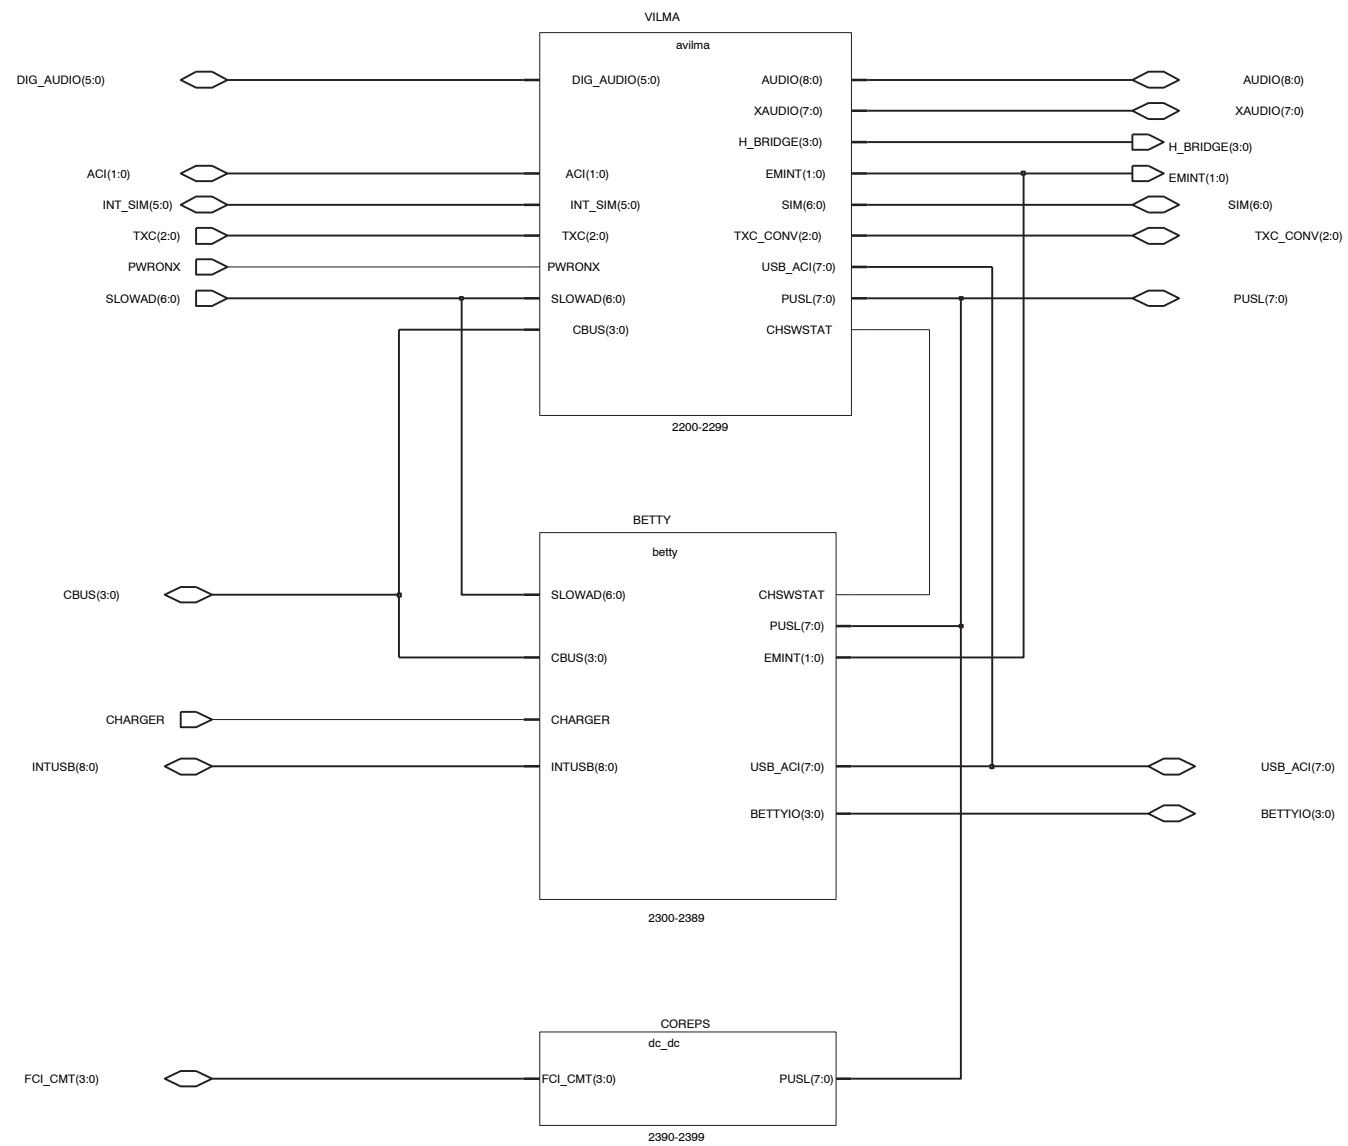 VILMA
avilma
DIG_AUDIO(5:0) DIG_AUDIO(5:0) AUDIO(8:0) AUDIO(8:0)
XAUDIO(7:0) XAUDIO(7:0)
H_BRIDGE(3:0) H_BRIDGE(3:0)
ACI(1:0) ACI(1:0) EMINT(1:0) EMINT(1:0)
INT_SIM(5:0) INT_SIM(5:0) SIM(6:0) SIM(6:0)
TXC(2:0) TXC(2:0) TXC_CONV(2:0) TXC_CONV(2:0)
PWRONX PWRONX USB_ACI(7:0)
SLOWAD(6:0) SLOWAD(6:0) PUSL(7:0) PUSL(7:0)
CBUS(3:0) CHSWSTAT
2200-2299
BETTY
betty
CBUS(3:0) SLOWAD(6:0) CHSWSTAT
PUSL(7:0)
CBUS(3:0) EMINT(1:0)
CHARGER CHARGER
INTUSB(8:0) INTUSB(8:0) USB_ACI(7:0) USB_ACI(7:0)
BETTYIO(3:0) BETTYIO(3:0)
2300-2389
COREPS
dc_dc
FCI_CMT(3:0) FCI_CMT(3:0) PUSL(7:0)
2390-2399